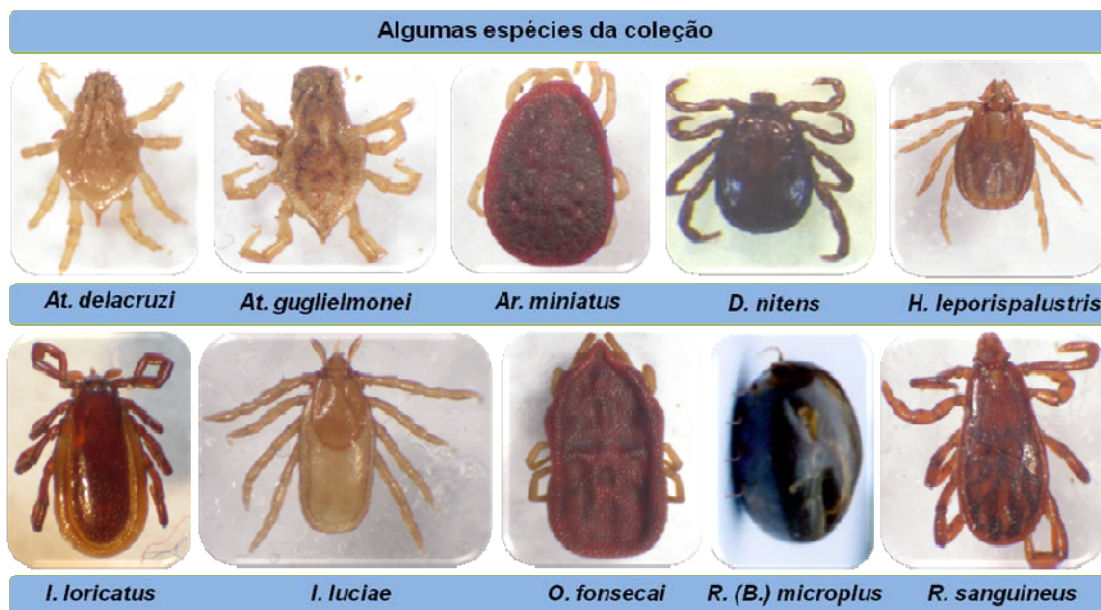 Algumas espécies da coleção
At. delacruzi At. guglielmonei Ar. miniatus D. nitens H. leporispalustris
I. loricatus I. luciae O. fonsecai R. (B.) microplus R. sanguineus